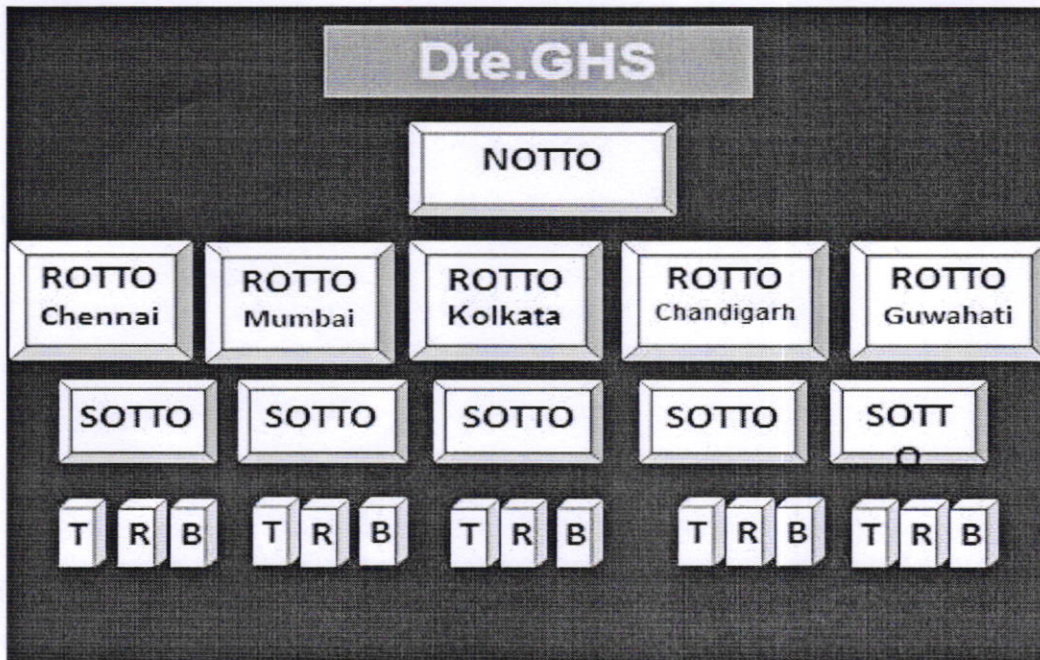 Dte.GHS
NOTTO
ROTTO
Chennai
ROTTO
Mumbai
ROTTO
Kolkata
ROTTO
Chandigarh
ROTTO
Guwahati
SOTTO
SOTTO
SOTTO
SOTTO
SOTT
O
T R B
T R B
T R B
T R B
T R B